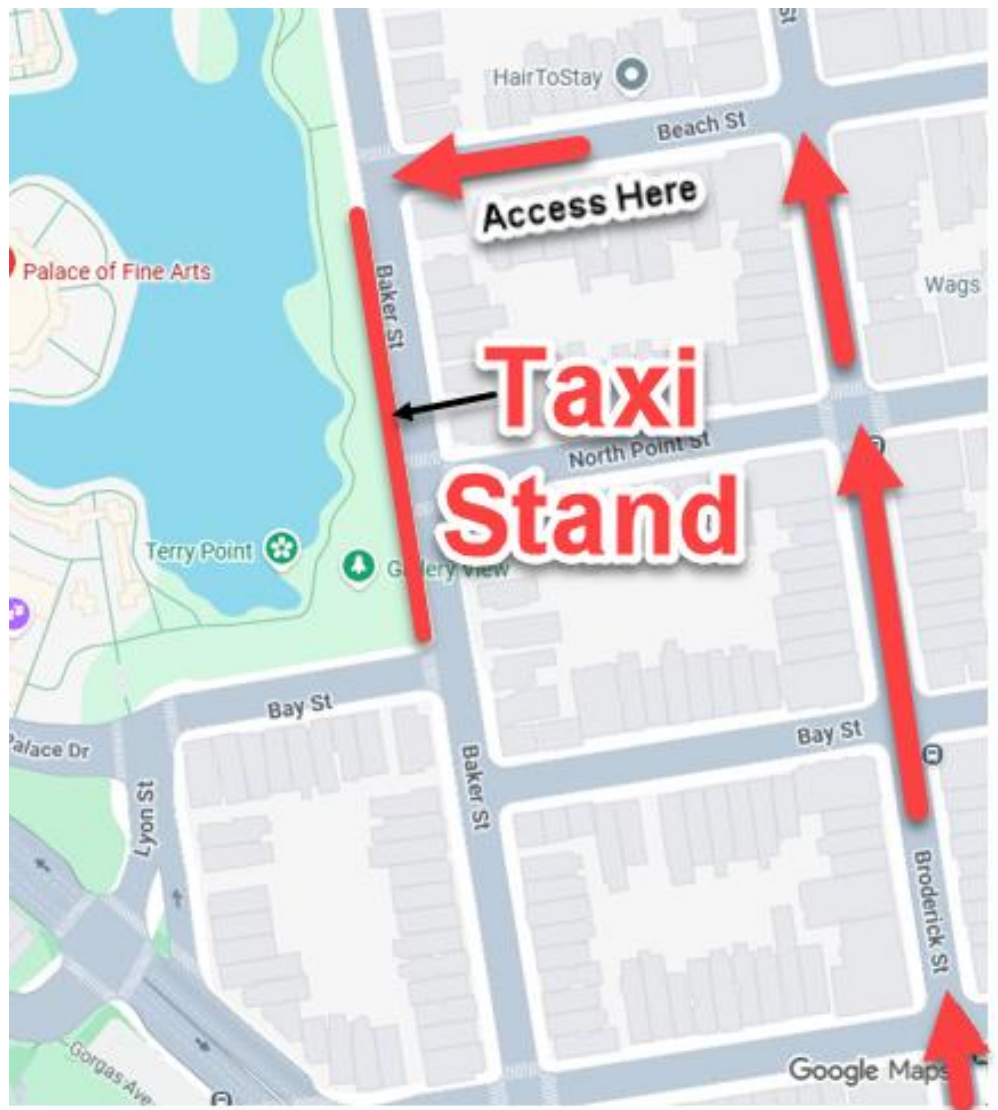 St
HairToStay
Beach St
Access Here
Palace of Fine Arts
Baker St
Wags
Taxi
North Point St
Stand
Terry Point
Gallery View
Bay St
Bay St
Palace Dr
Baker St
Lyon St
Broderick St
Gorgas Ave
Google Maps